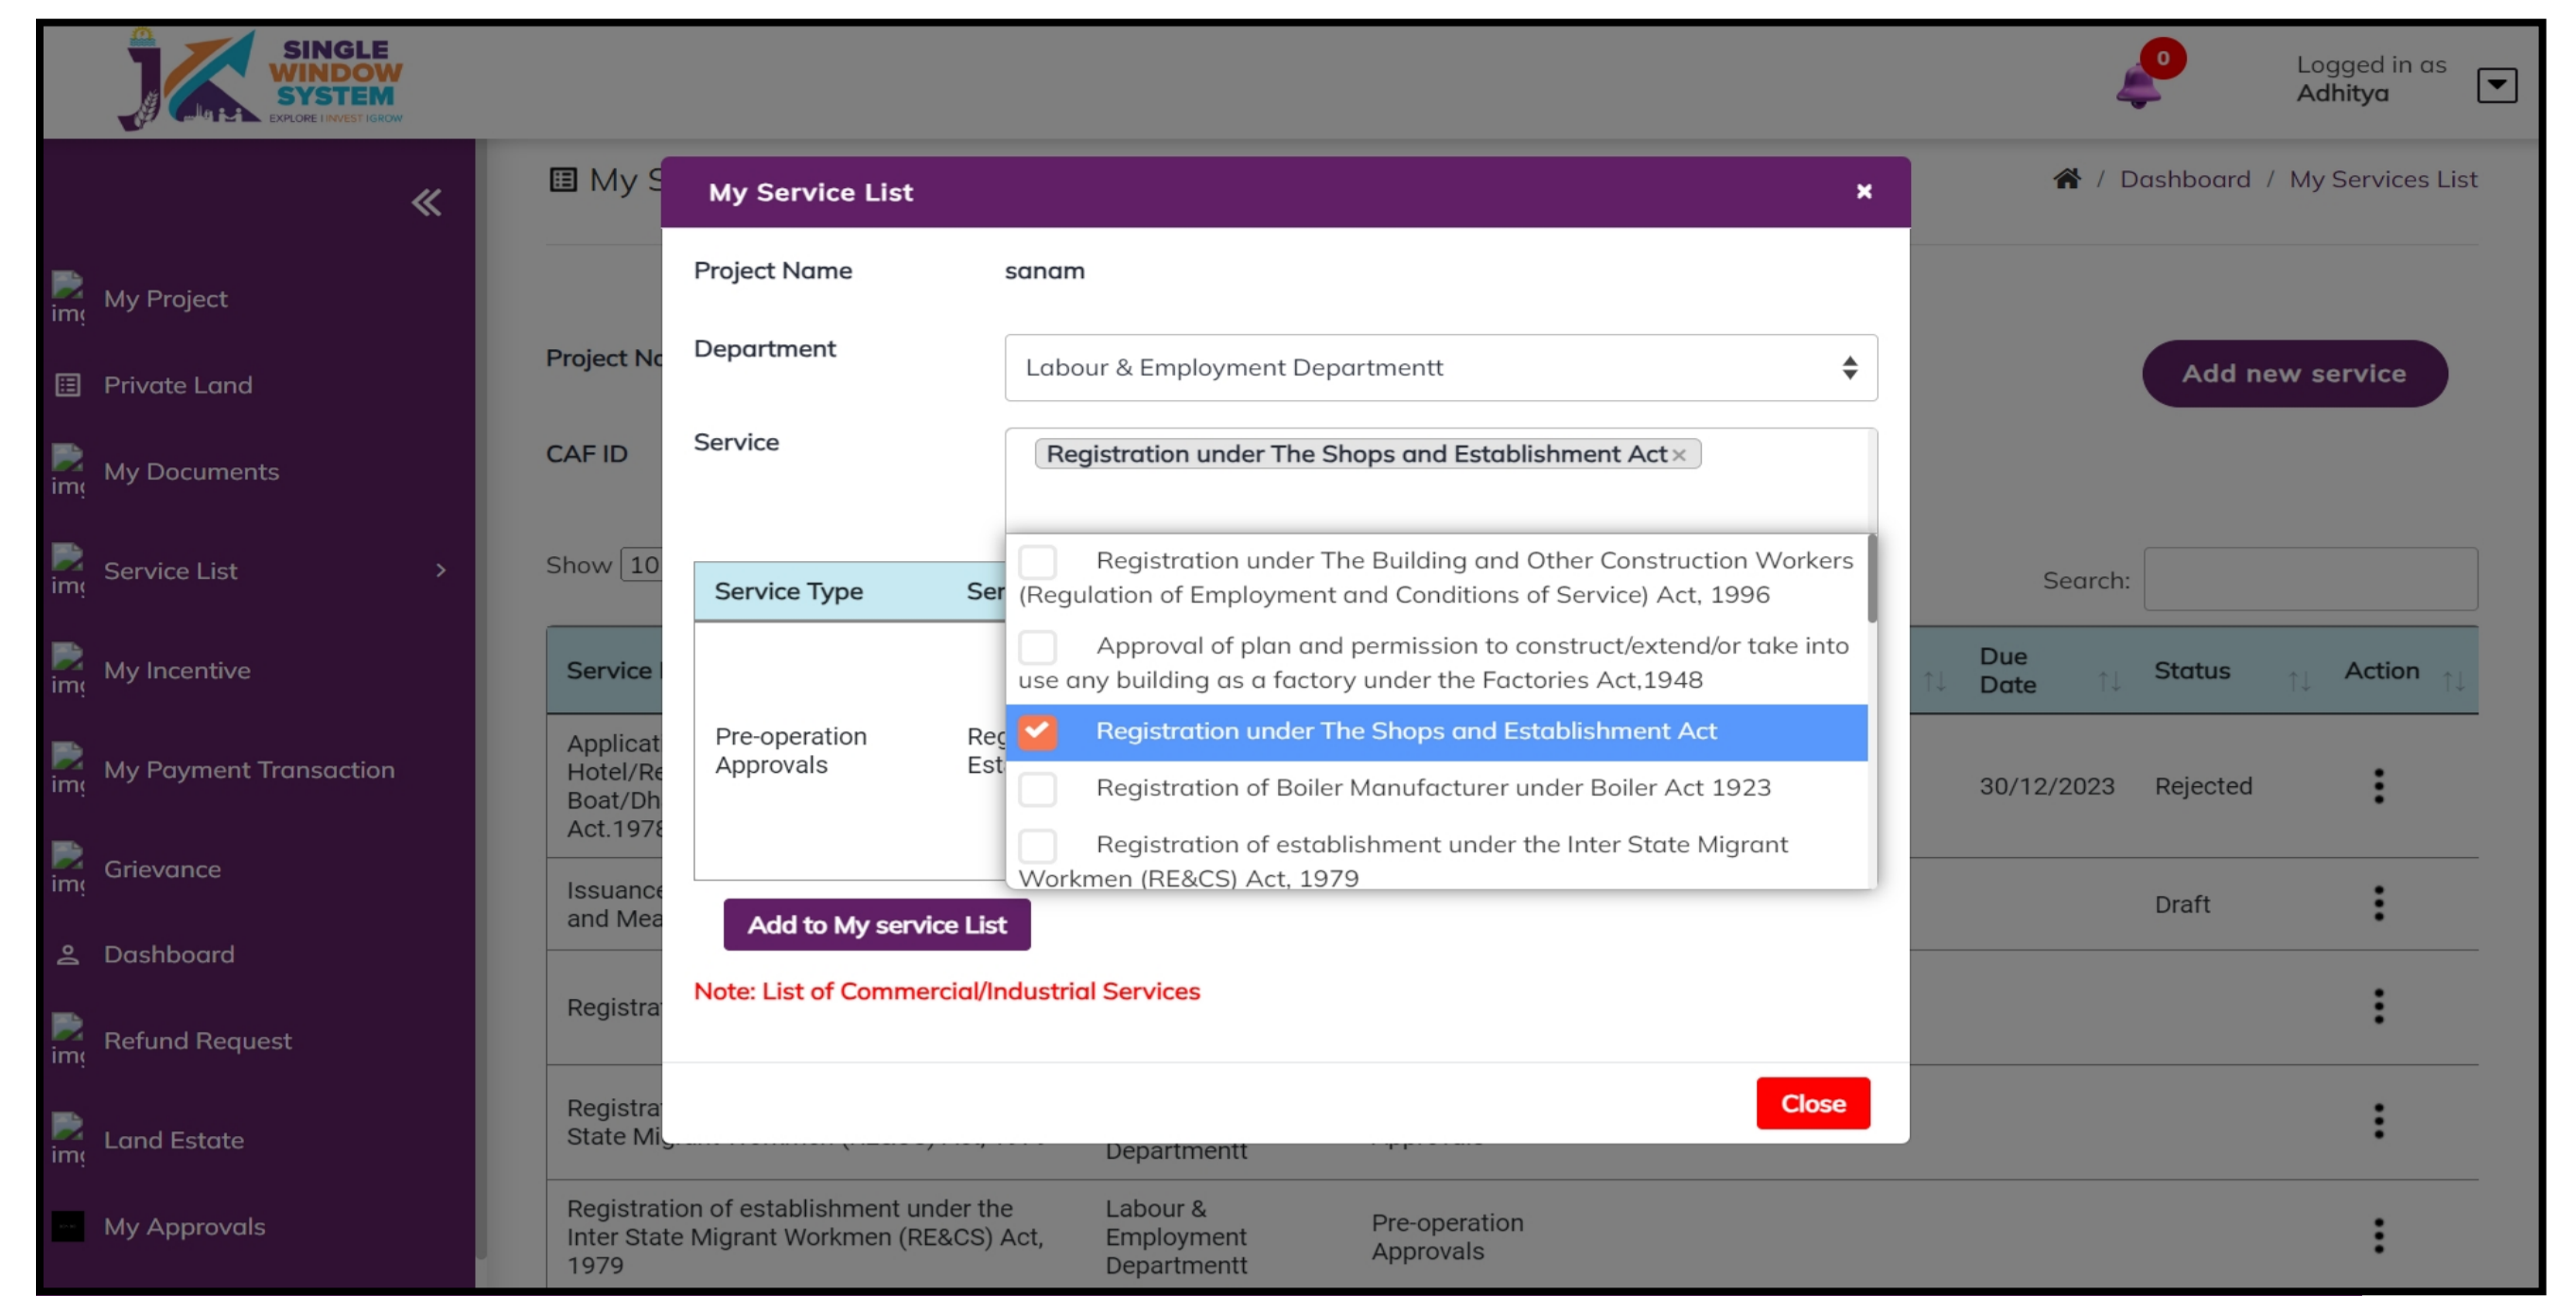 SINGLE
WINDOW
SYSTEM
EXPLORE I INVEST I GROW
0
Logged in as
Adhitya
My
Dashboard / My Services List
My Service List
×
Project Name sanam
Department
Labour & Employment Departmentt
Service
Registration under The Shops and Establishment Act ×
Registration under The Building and Other Construction Workers
(Regulation of Employment and Conditions of Service) Act, 1996
Approval of plan and permission to construct/extend/or take into
use any building as a factory under the Factories Act,1948
Registration under The Shops and Establishment Act
Registration of Boiler Manufacturer under Boiler Act 1923
Registration of establishment under the Inter State Migrant
Workmen (RE&CS) Act, 1979
Service Type
Pre-operation
Approvals
Add to My service List
Note: List of Commercial/Industrial Services
Close
My Project
Private Land
My Documents
Service List
My Incentive
My Payment Transaction
Grievance
Dashboard
Refund Request
Land Estate
My Approvals
Project
Add new service
CAF ID
Show 10
Search:
Service
Due
Date
Status
Action
Act.1978
30/12/2023 Rejected
Issuance
and
Draft
State
Departmentt
Registration of establishment under the
Inter State Migrant Workmen (RE&CS) Act,
1979
Labour &
Employment
Departmentt
Pre-operation
Approvals